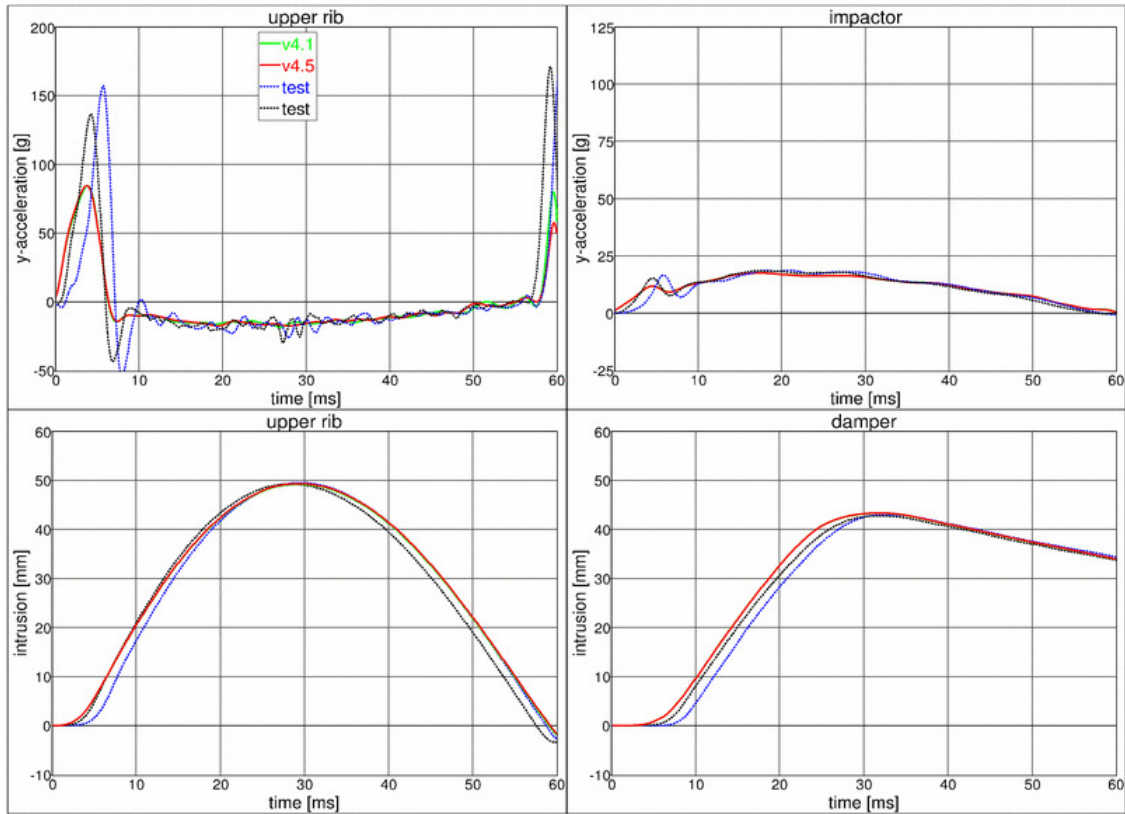 upper rib
200
150
100
50
0
-50
y-acceleration [g]
v4.1
v4.5
test
test
0 10 20 30 40 50 60
time [ms]
impactor
125
100
75
50
25
0
-25
y-acceleration [g]
0 10 20 30 40 50 60
time [ms]
upper rib
60
50
40
30
20
10
0
-10
intrusion [mm]
0 10 20 30 40 50 60
time [ms]
damper
60
50
40
30
20
10
0
-10
intrusion [mm]
0 10 20 30 40 50 60
time [ms]